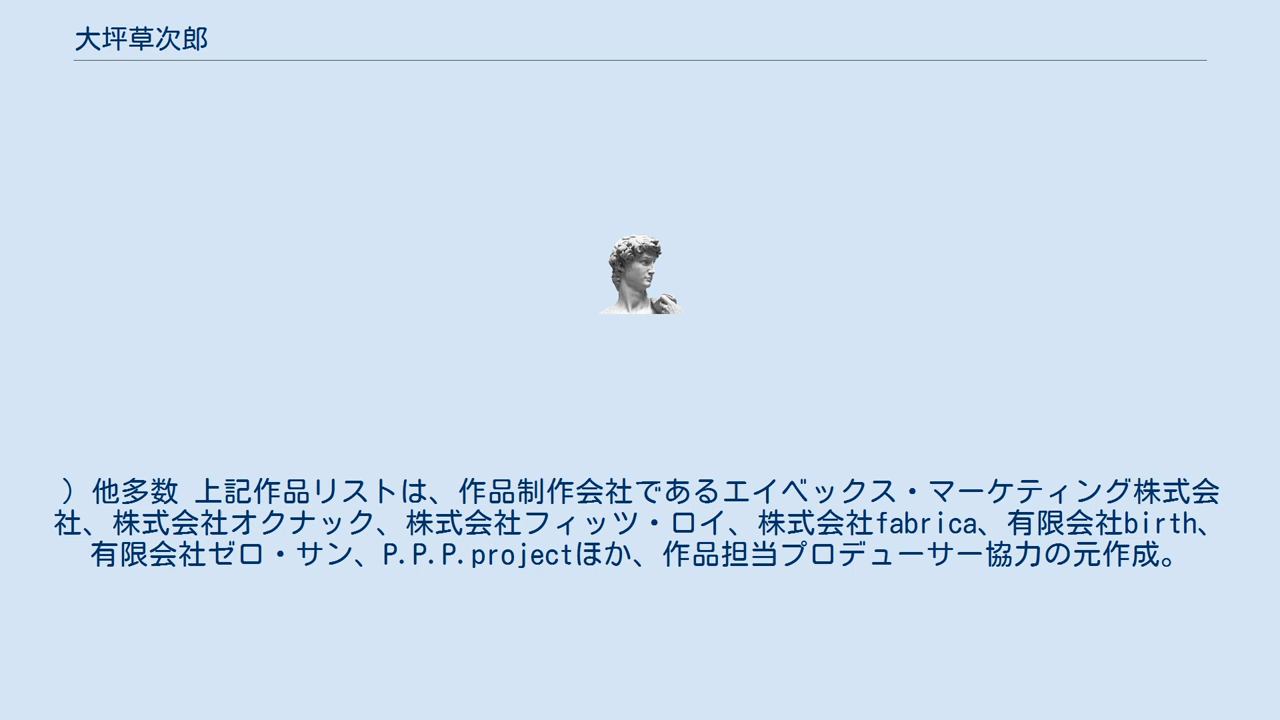 大坪草次郎
）他多数 上記作品リストは、作品制作会社であるエイベックス・マーケティング株式会
社、株式会社オクナック、株式会社フィッツ・ロイ、株式会社fabrica、有限会社birth、
有限会社ゼロ・サン、P.P.P.projectほか、作品担当プロデューサー協力の元作成。